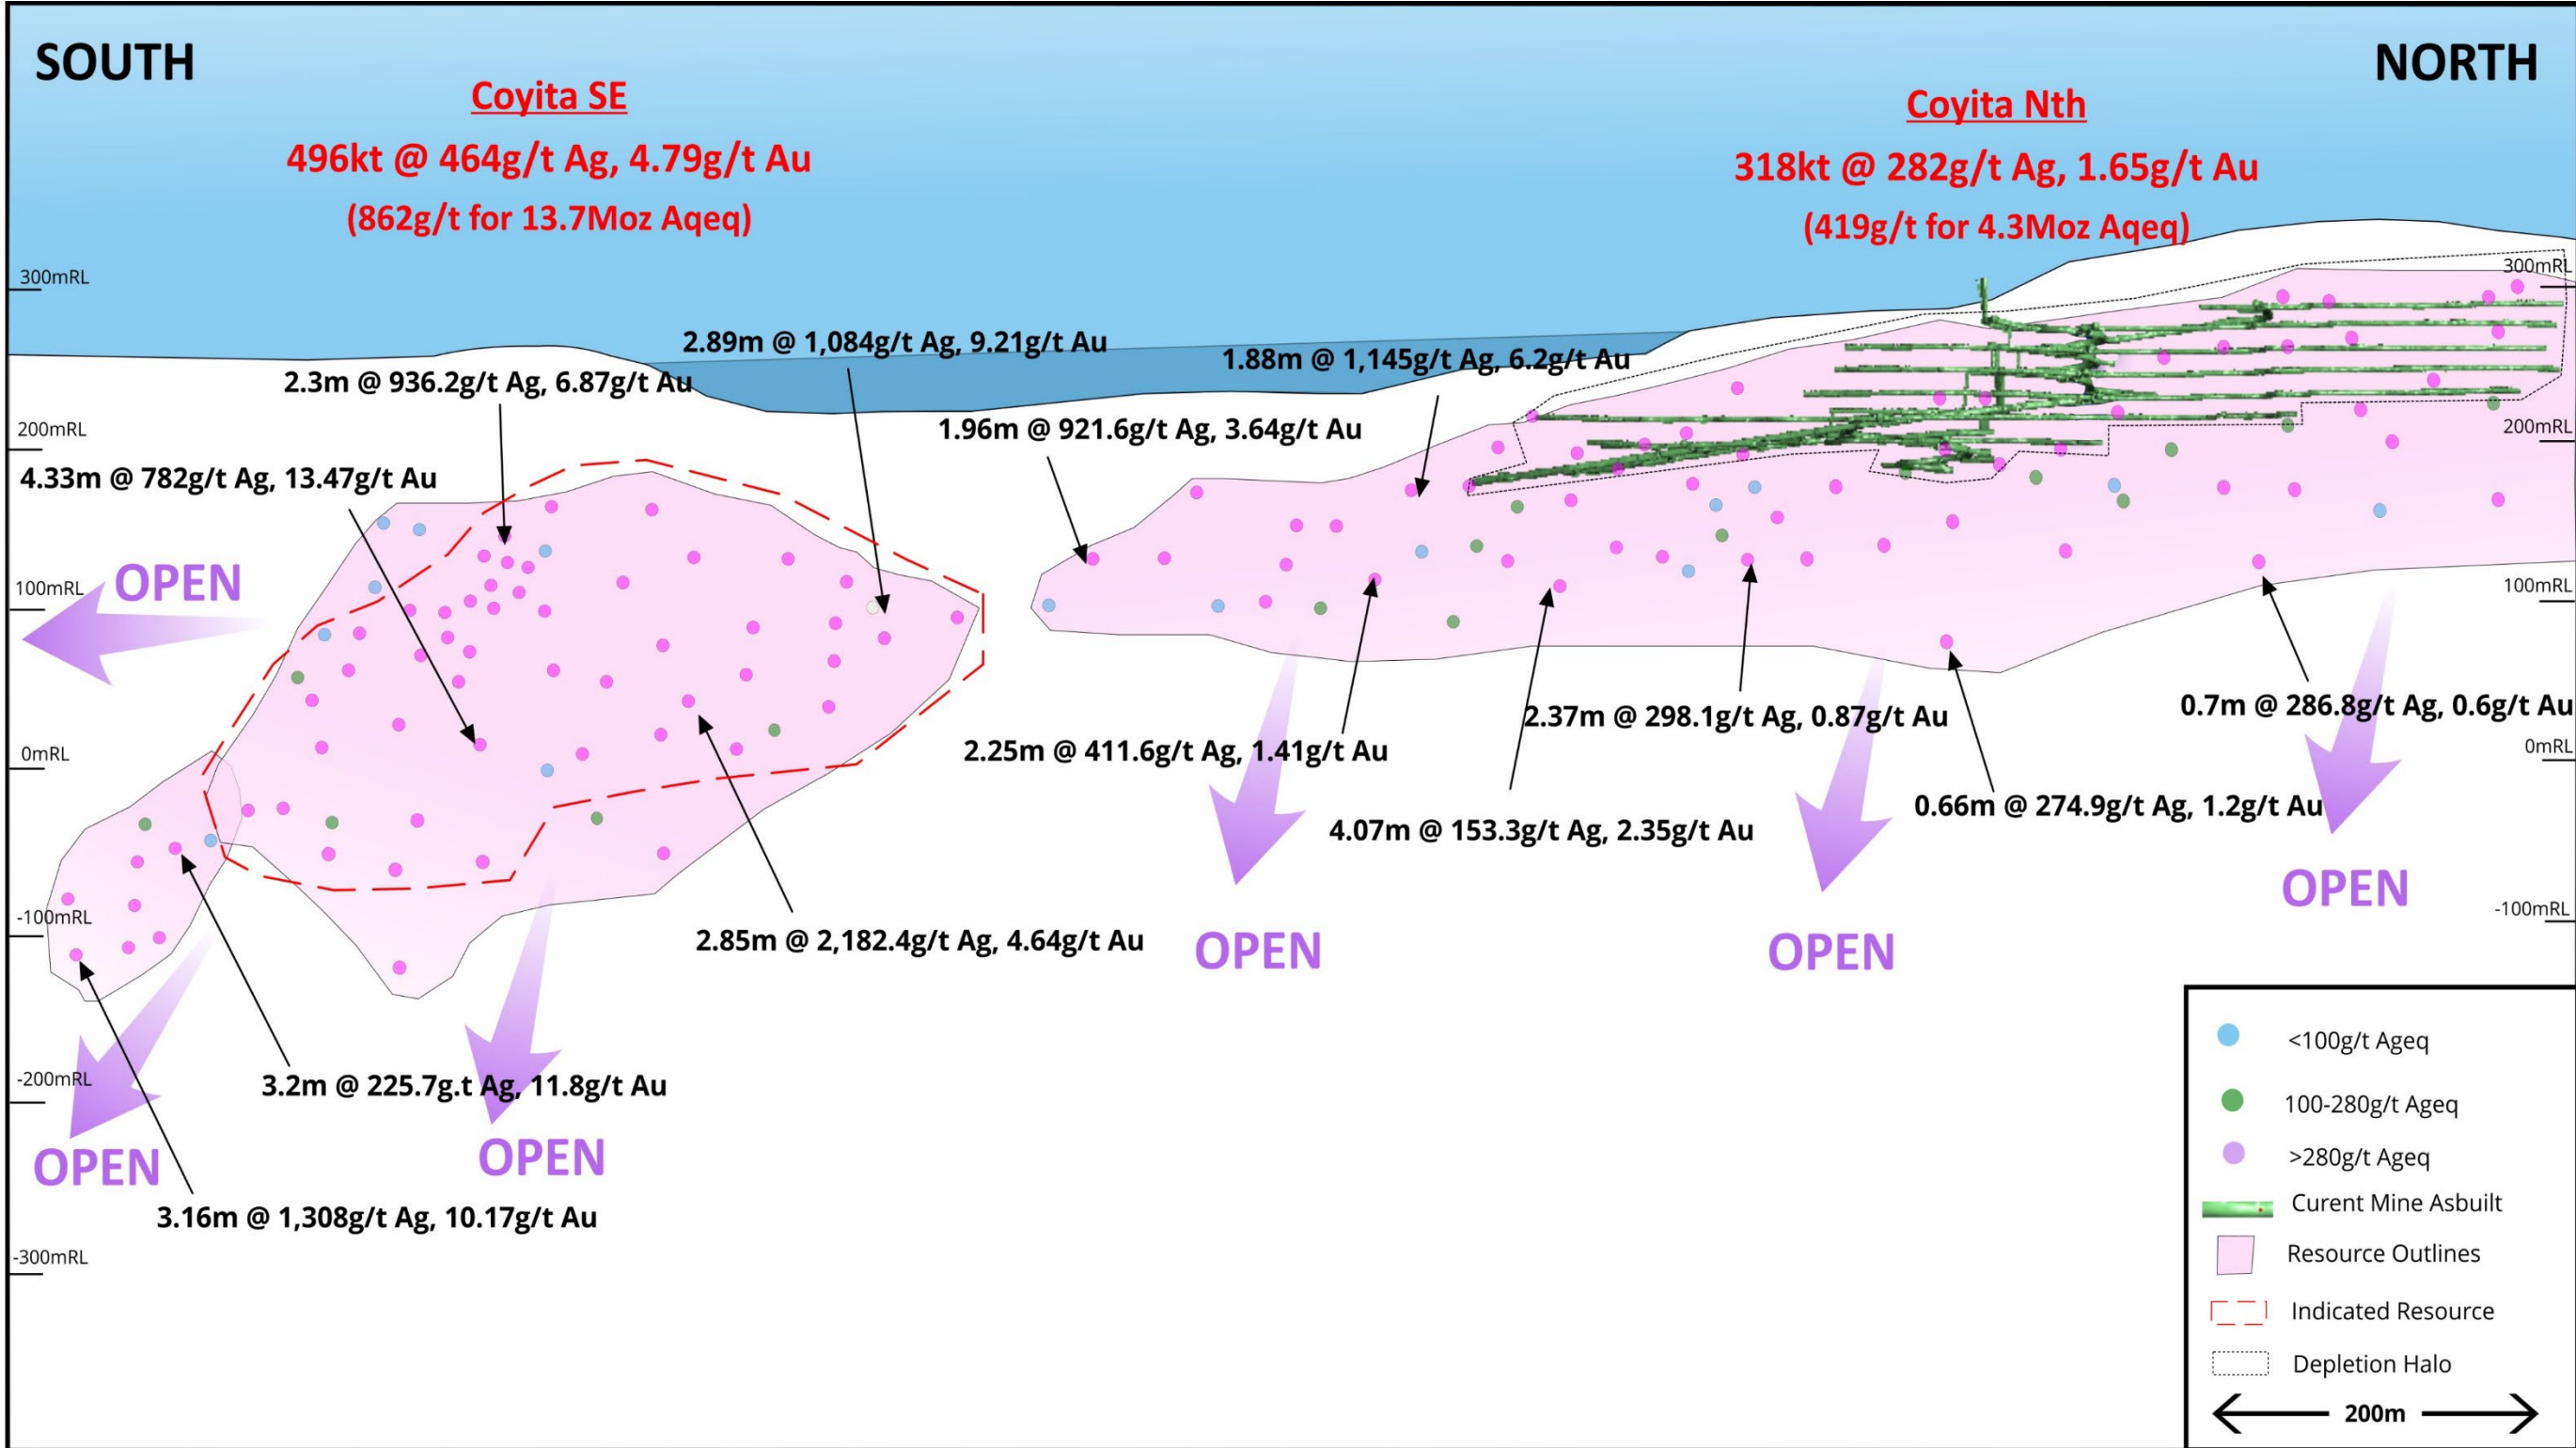 SOUTH
NORTH
Coyita SE
496kt @ 464g/t Ag, 4.79g/t Au
(862g/t for 13.7Moz Aqeq)
Coyita Nth
318kt @ 282g/t Ag, 1.65g/t Au
(419g/t for 4.3Moz Aqeq)
300mRL
300mRL
2.89m @ 1,084g/t Ag, 9.21g/t Au
1.88m @ 1,145g/t Ag, 6.2g/t Au
2.3m @ 936.2g/t Ag, 6.87g/t Au
200mRL
1.96m @ 921.6g/t Ag, 3.64g/t Au
200mRL
4.33m @ 782g/t Ag, 13.47g/t Au
OPEN
100mRL
100mRL
2.37m @ 298.1g/t Ag, 0.87g/t Au
0.7m @ 286.8g/t Ag, 0.6g/t Au
0mRL
2.25m @ 411.6g/t Ag, 1.41g/t Au
0mRL
0.66m @ 274.9g/t Ag, 1.2g/t Au
4.07m @ 153.3g/t Ag, 2.35g/t Au
OPEN
-100mRL
-100mRL
2.85m @ 2,182.4g/t Ag, 4.64g/t Au
OPEN
OPEN
-200mRL
3.2m @ 225.7g.t Ag, 11.8g/t Au
OPEN
OPEN
3.16m @ 1,308g/t Ag, 10.17g/t Au
-300mRL
<100g/t Ageq
100-280g/t Ageq
>280g/t Ageq
Curent Mine Asbuilt
Resource Outlines
Indicated Resource
Depletion Halo
200m